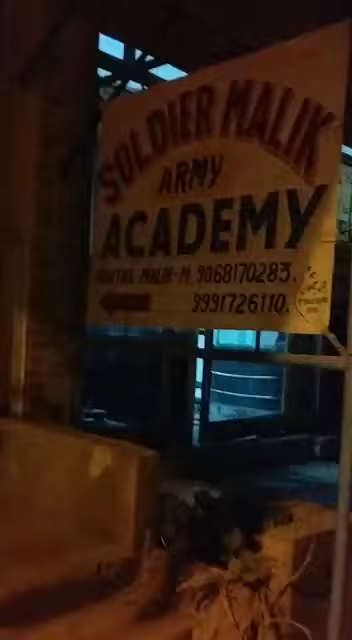 SOLDIER MALIK
ARMY
ACADEMY
MALIK-M. 9068170283.
9991726110.